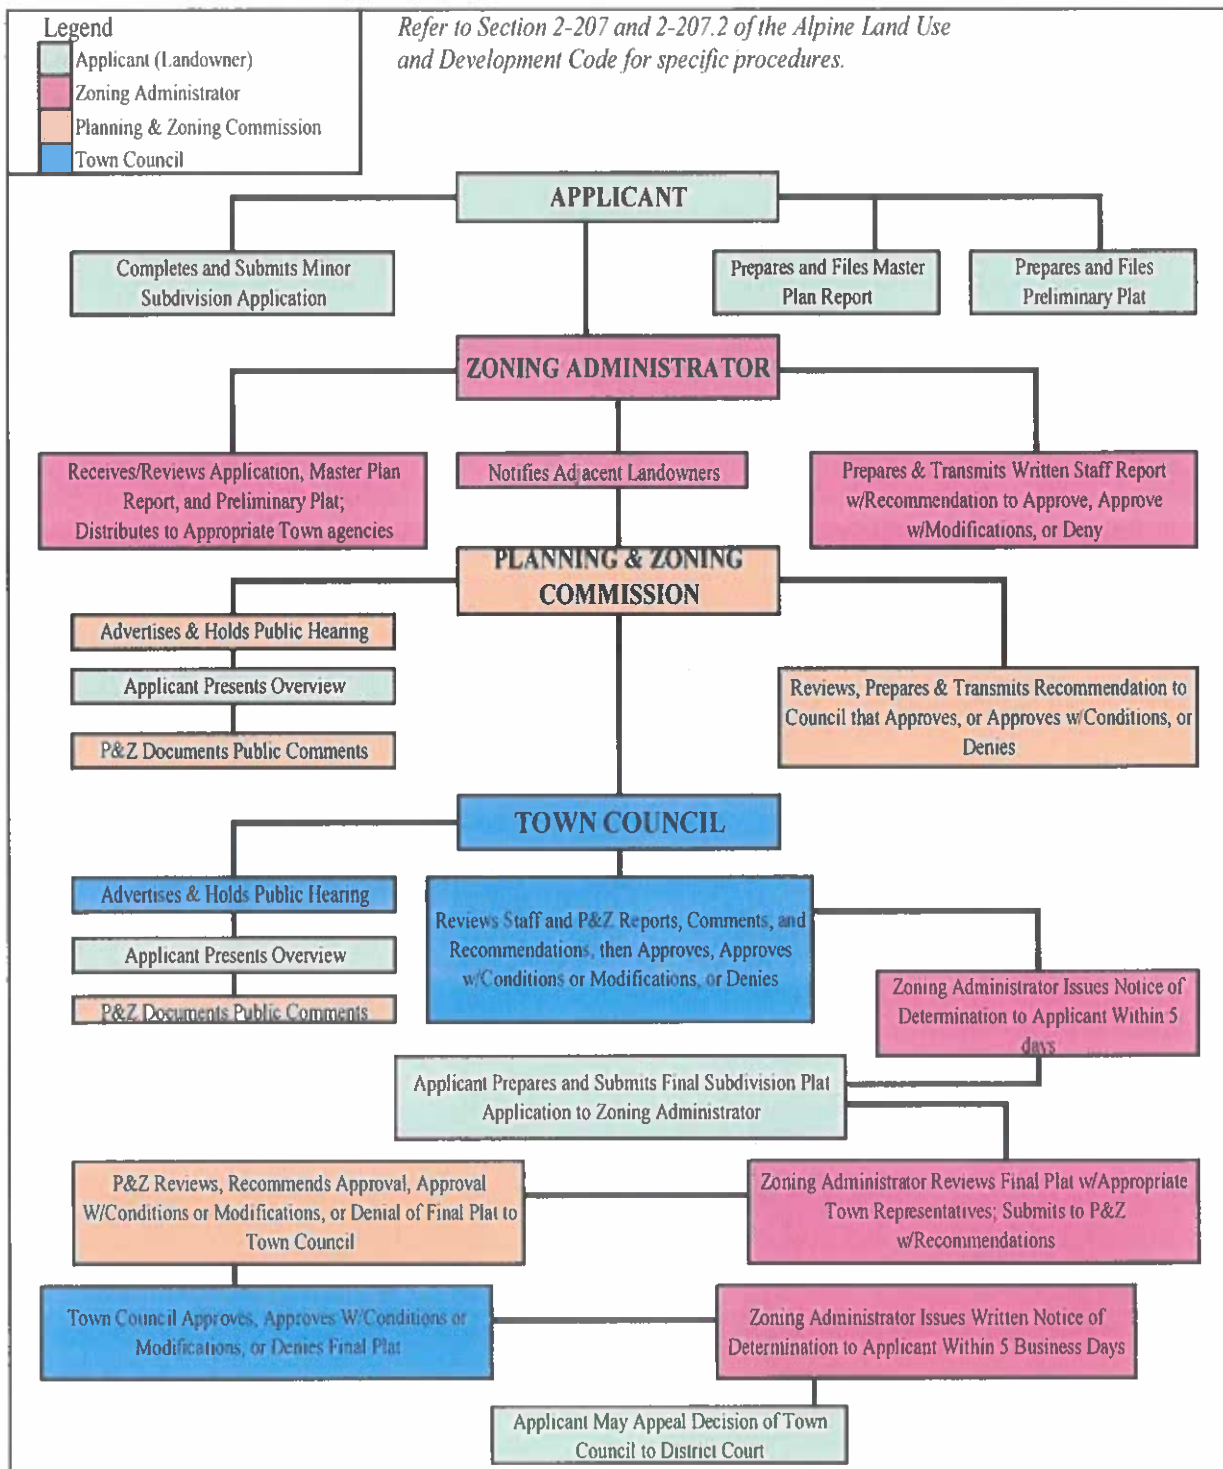 Legend
Applicant (Landowner)
Zoning Administrator
Planning & Zoning Commission
Town Council
Refer to Section 2-207 and 2-207.2 of the Alpine Land Use
and Development Code for specific procedures.
APPLICANT
Completes and Submits Minor
Subdivision Application
Prepares and Files Master
Plan Report
Prepares and Files
Preliminary Plat
ZONING ADMINISTRATOR
Receives/Reviews Application, Master Plan
Report, and Preliminary Plat;
Distributes to Appropriate Town agencies
Notifies Adjacent Landowners
Prepares & Transmits Written Staff Report
w/Recommendation to Approve, Approve
w/Modifications, or Deny
PLANNING & ZONING
COMMISSION
Advertises & Holds Public Hearing
Applicant Presents Overview
P&Z Documents Public Comments
Reviews, Prepares & Transmits Recommendation to
Council that Approves, or Approves w/Conditions, or
Denies
TOWN COUNCIL
Advertises & Holds Public Hearing
Applicant Presents Overview
P&Z Documents Public Comments
Reviews Staff and P&Z Reports, Comments, and
Recommendations, then Approves, Approves
w/Conditions or Modifications, or Denies
Zoning Administrator Issues Notice of
Determination to Applicant Within 5
days
Applicant Prepares and Submits Final Subdivision Plat
Application to Zoning Administrator
P&Z Reviews, Recommends Approval, Approval
W/Conditions or Modifications, or Denial of Final Plat to
Town Council
Zoning Administrator Reviews Final Plat w/Appropriate
Town Representatives; Submits to P&Z
w/Recommendations
Town Council Approves, Approves W/Conditions or
Modifications, or Denies Final Plat
Zoning Administrator Issues Written Notice of
Determination to Applicant Within 5 Business Days
Applicant May Appeal Decision of Town
Council to District Court